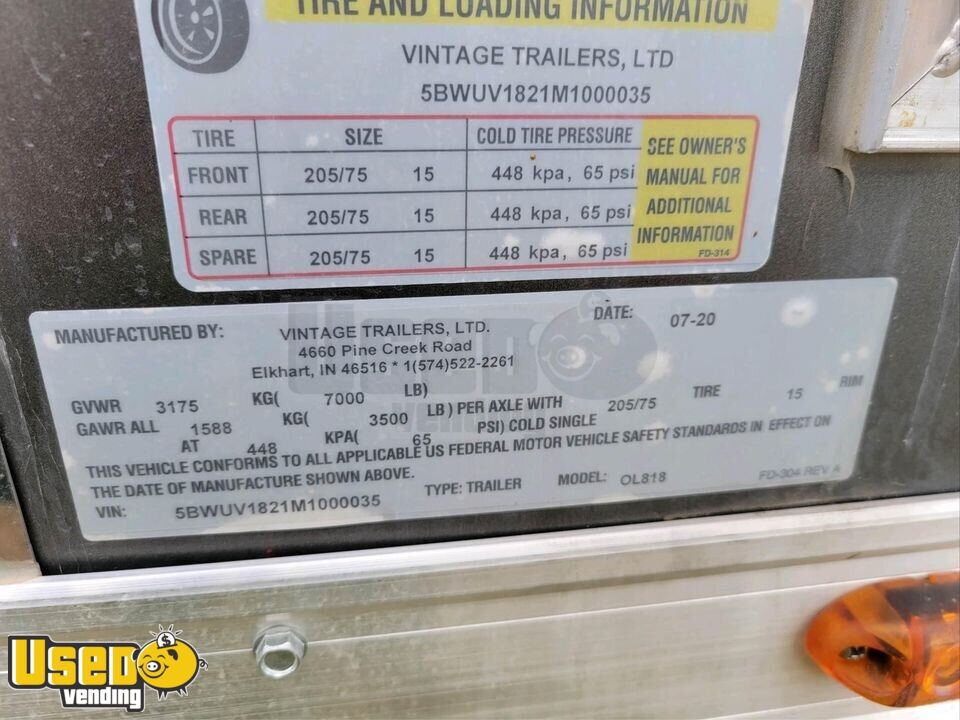 TIRE AND LOADING INFORMATION
VINTAGE TRAILERS, LTD
5BWUV1821M1000035
TIRE SIZE COLD TIRE PRESSURE
FRONT 205/75 15 448 kpa, 65 psi
REAR 205/75 15 448 kpa, 65 psi
SPARE 205/75 15 448 kpa, 65 psi
SEE OWNER'S
MANUAL FOR
ADDITIONAL
INFORMATION
FD-314
MANUFACTURED BY: VINTAGE TRAILERS, LTD. DATE: 07-20
4660 Pine Creek Road
Elkhart, IN 46516 * 1(574)522-2261
GVWR 3175 KG( 7000 LB)
GAWR ALL 1588 KG( 3500 LB) PER AXLE WITH 205/75 TIRE 15 RIM
AT 448 KPA( 65 PSI) COLD SINGLE
THIS VEHICLE CONFORMS TO ALL APPLICABLE US FEDERAL MOTOR VEHICLE SAFETY STANDARDS IN EFFECT ON
THE DATE OF MANUFACTURE SHOWN ABOVE.
VIN: 5BWUV1821M1000035 TYPE: TRAILER MODEL: OL818 FD-304 REV A
UsedVending
Used
vending